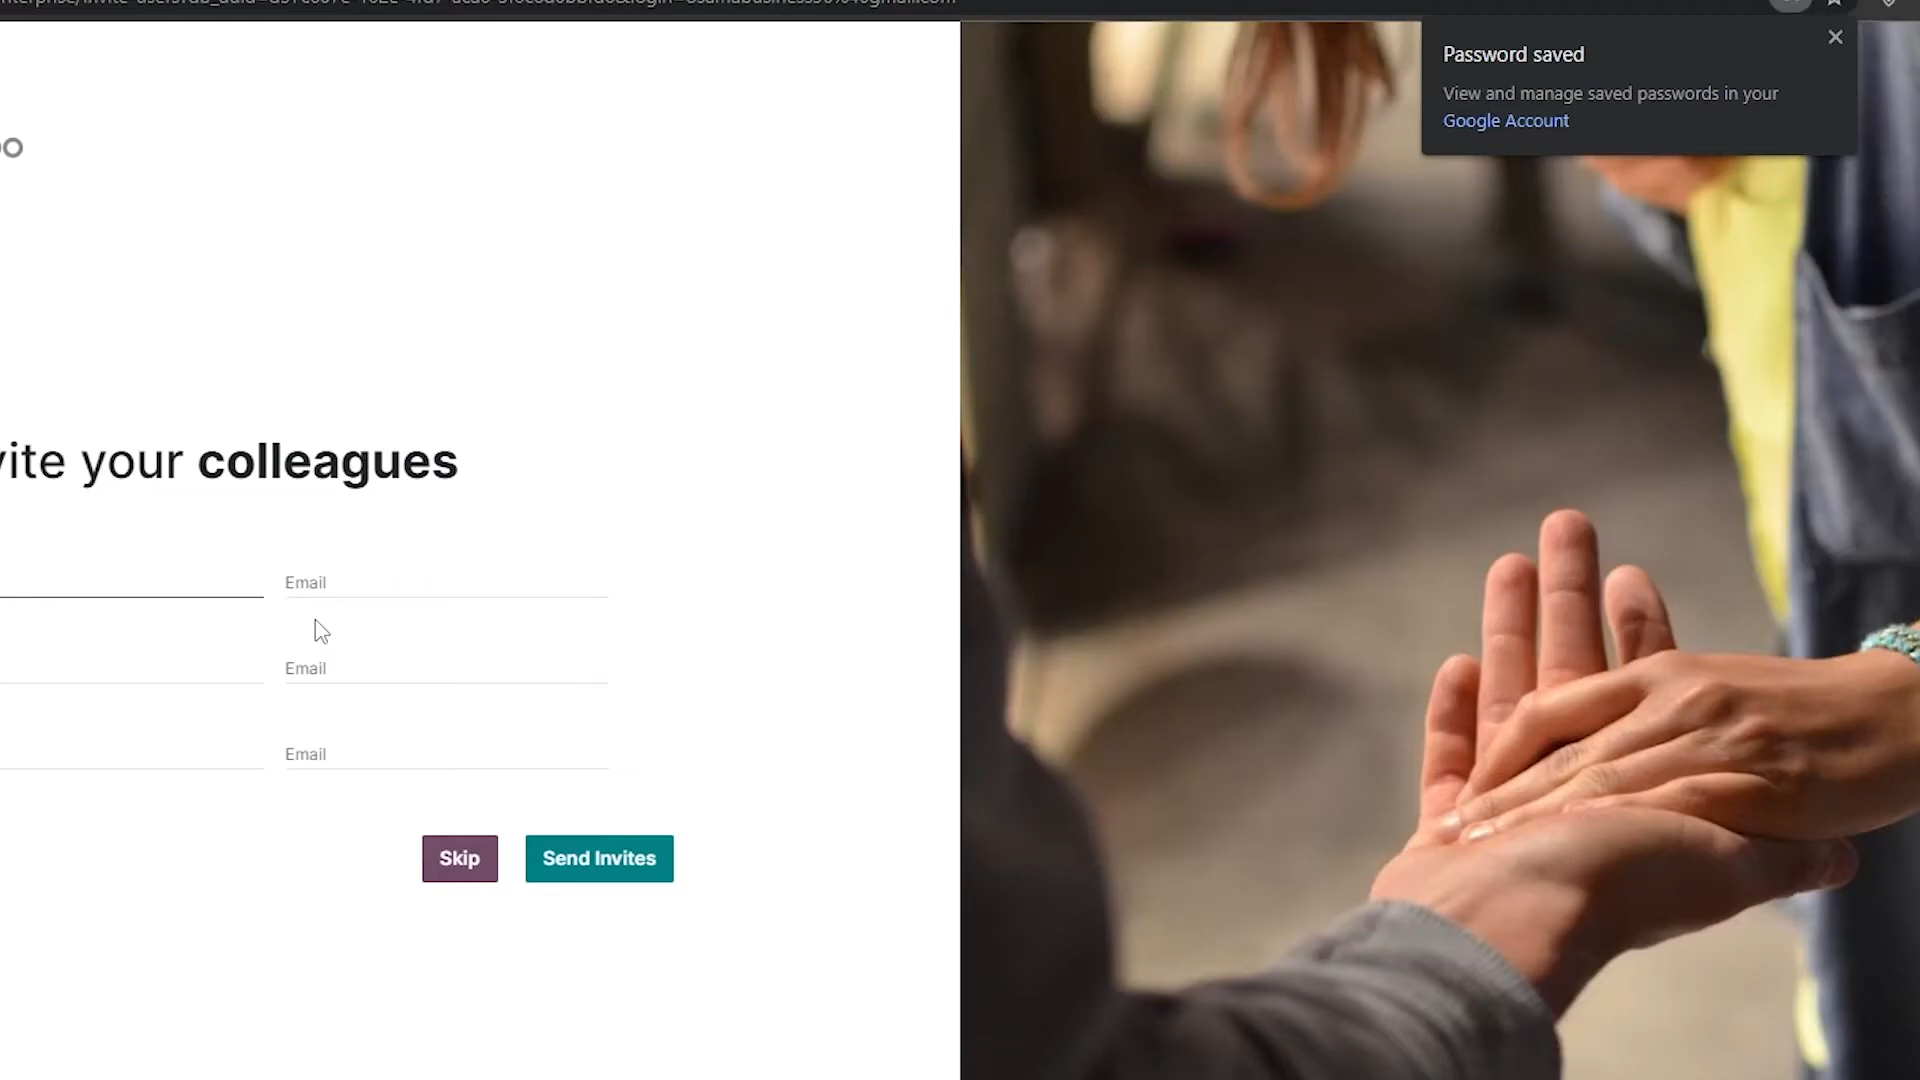 Password saved
View and manage saved passwords in your
Google Account
your colleagues
Email
Email
Email
Skip
Send Invites